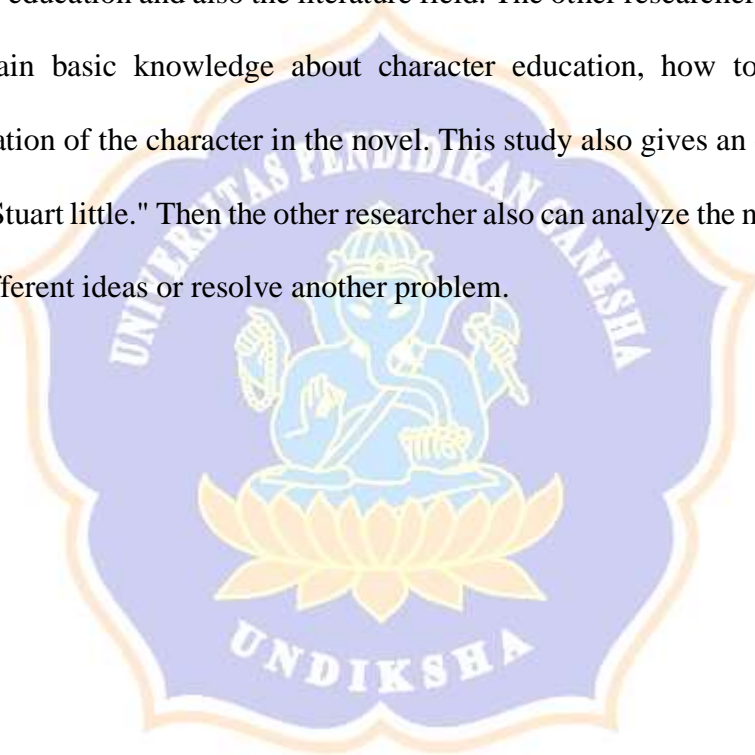 education and also the literature field. The other researcher
ain basic knowledge about character education, how to
ation of the character in the novel. This study also gives an
Stuart little." Then the other researcher also can analyze the n
fferent ideas or resolve another problem.
UNIVERSITAS PENDIDIKAN GANESHA
UNDIKSHA